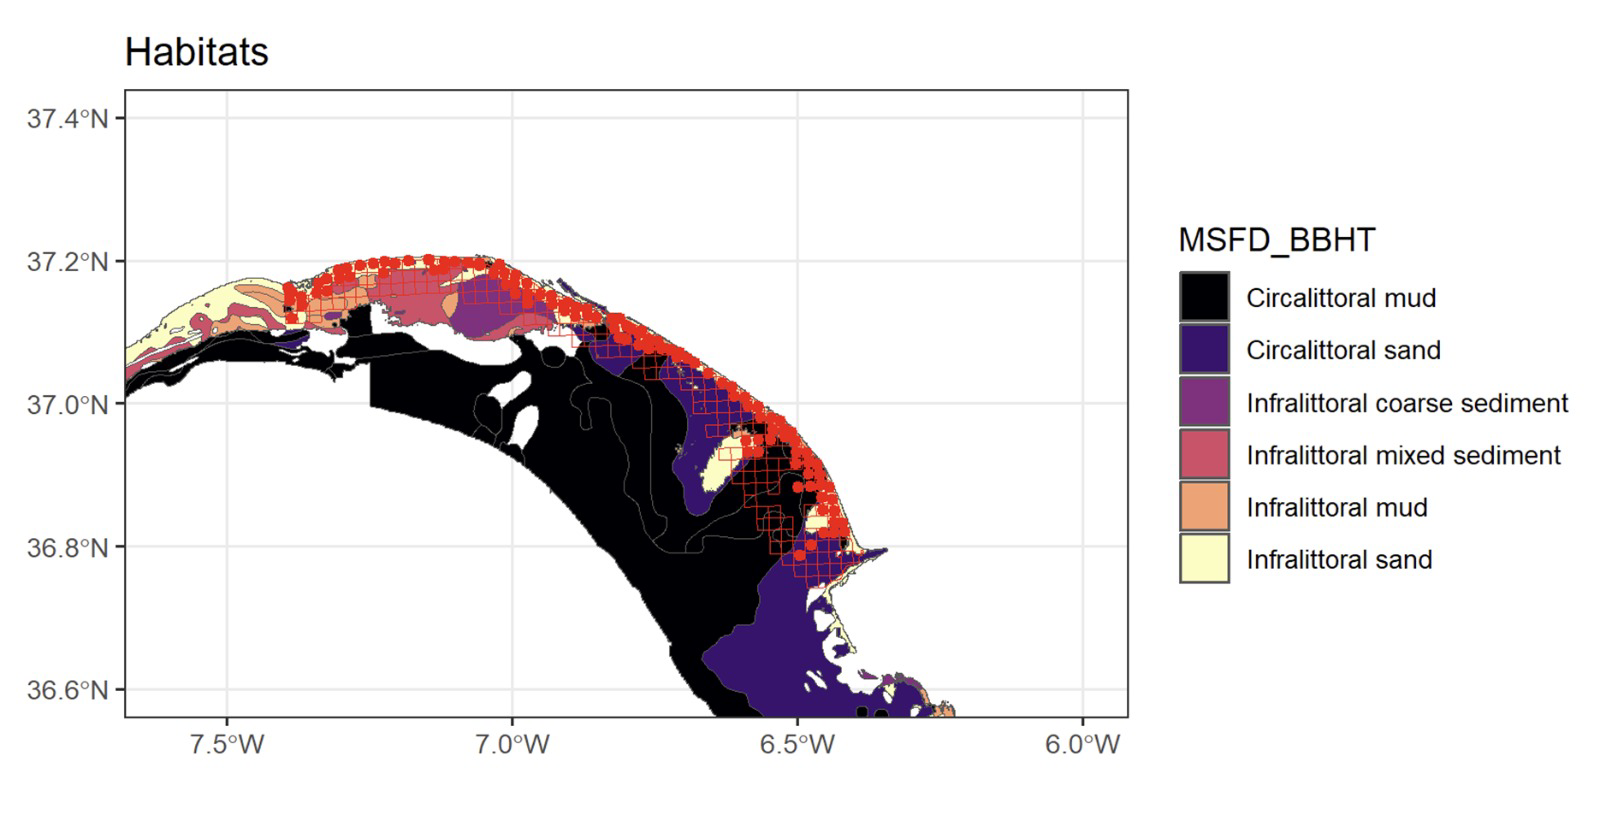 Habitats
37.4°N
37.2°N
37.0°N
36.8°N
36.6°N
7.5°W
7.0°W
6.5°W
6.0°W
MSFD_BBHT
Circalittoral mud
Circalittoral sand
Infralittoral coarse sediment
Infralittoral mixed sediment
Infralittoral mud
Infralittoral sand